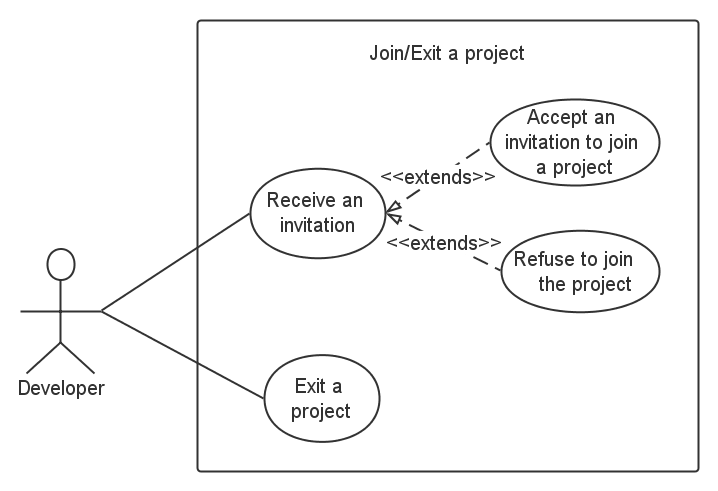 Join/Exit a project
Accept an
invitation to join
a project
<<extends>>
Receive an
invitation
<<extends>>
Refuse to join
the project
Developer
Exit a
project